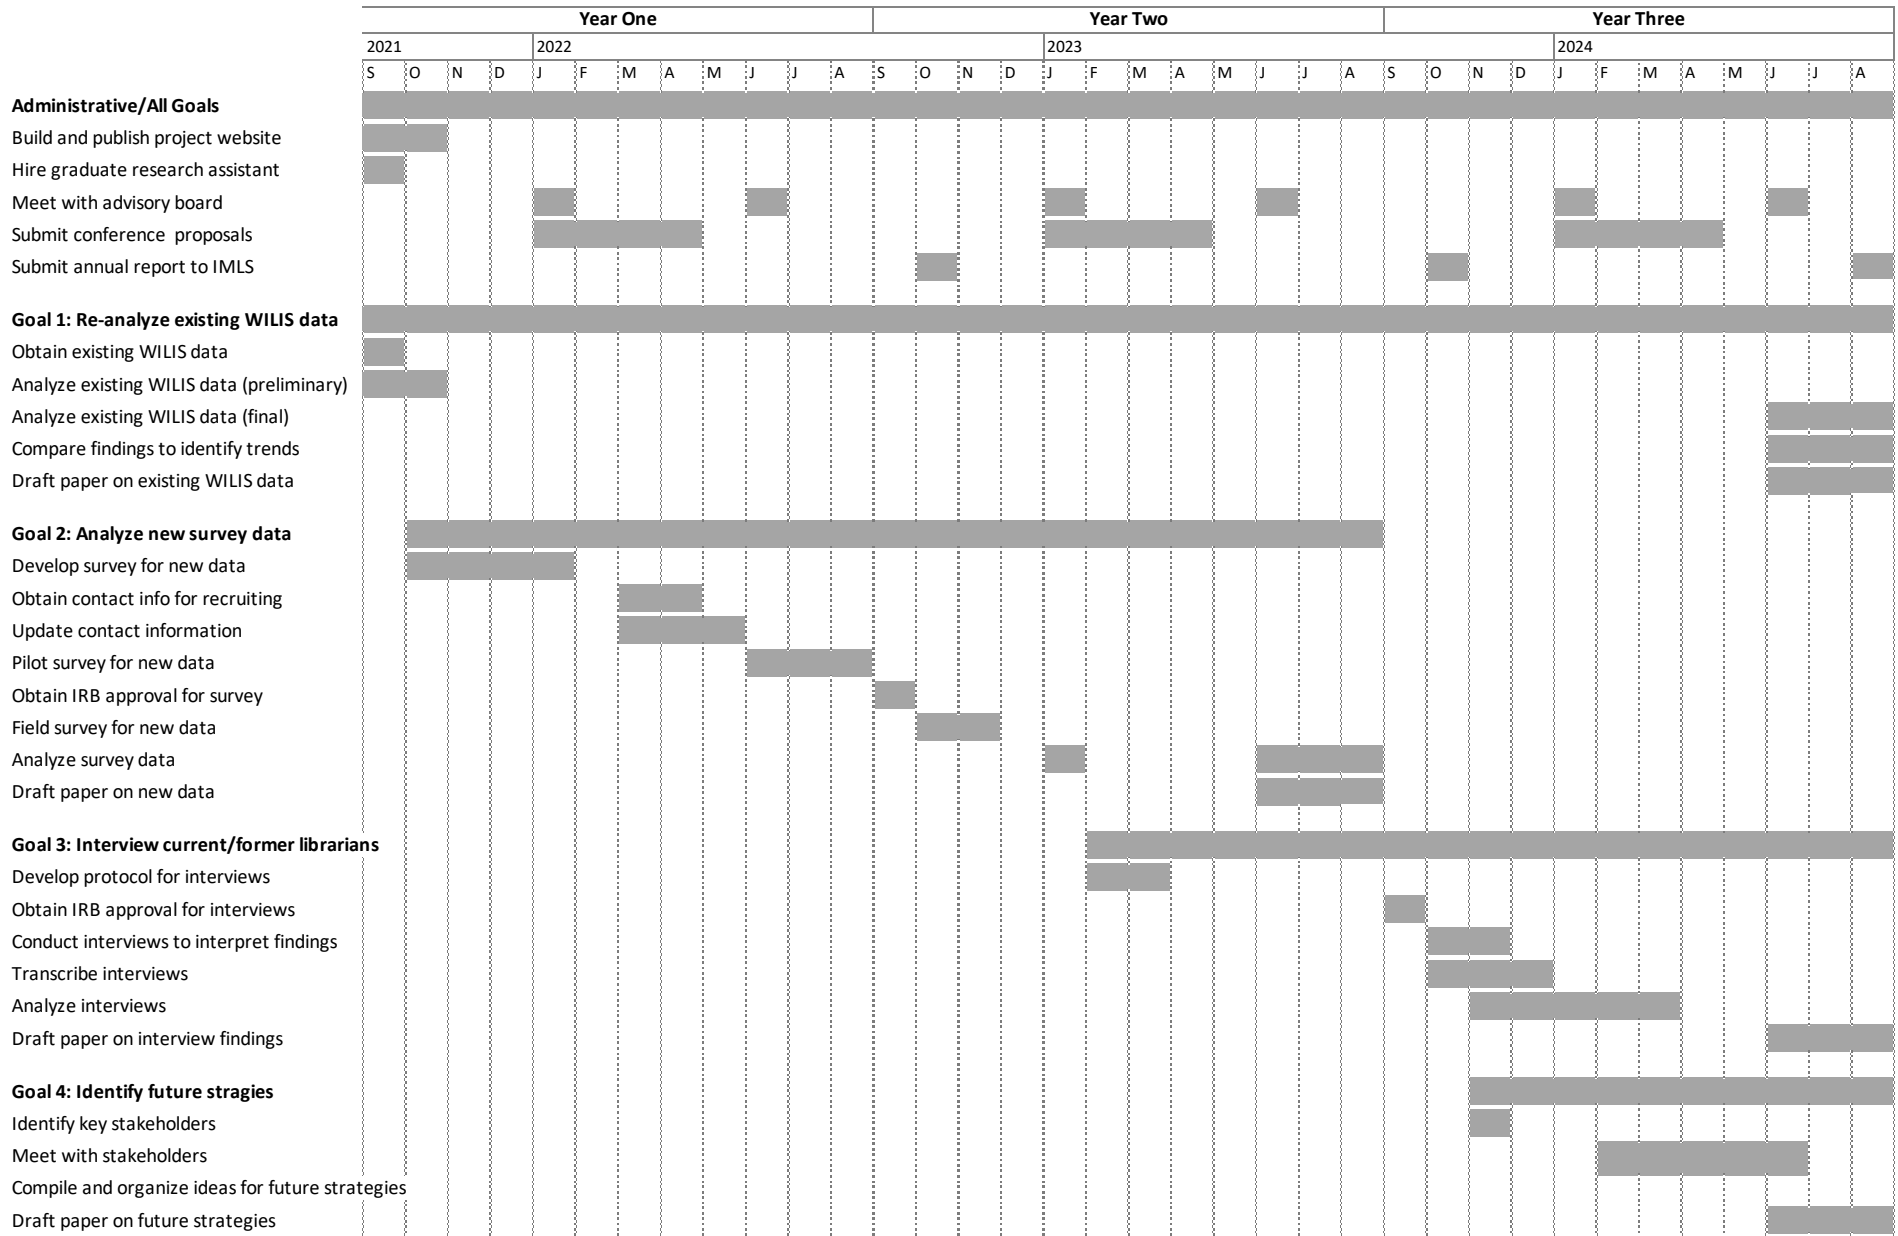 Year One Year Two Year Three
2021 2022 2023 2024
S O N D J F M A M J J A S O N D J F M A M J J A S O N D J F M A M J J A
Administrative/All Goals
Build and publish project website
Hire graduate research assistant
Meet with advisory board
Submit conference proposals
Submit annual report to IMLS
Goal 1: Re-analyze existing WILIS data
Obtain existing WILIS data
Analyze existing WILIS data (preliminary)
Analyze existing WILIS data (final)
Compare findings to identify trends
Draft paper on existing WILIS data
Goal 2: Analyze new survey data
Develop survey for new data
Obtain contact info for recruiting
Update contact information
Pilot survey for new data
Obtain IRB approval for survey
Field survey for new data
Analyze survey data
Draft paper on new data
Goal 3: Interview current/former librarians
Develop protocol for interviews
Obtain IRB approval for interviews
Conduct interviews to interpret findings
Transcribe interviews
Analyze interviews
Draft paper on interview findings
Goal 4: Identify future stragies
Identify key stakeholders
Meet with stakeholders
Compile and organize ideas for future strategies
Draft paper on future strategies